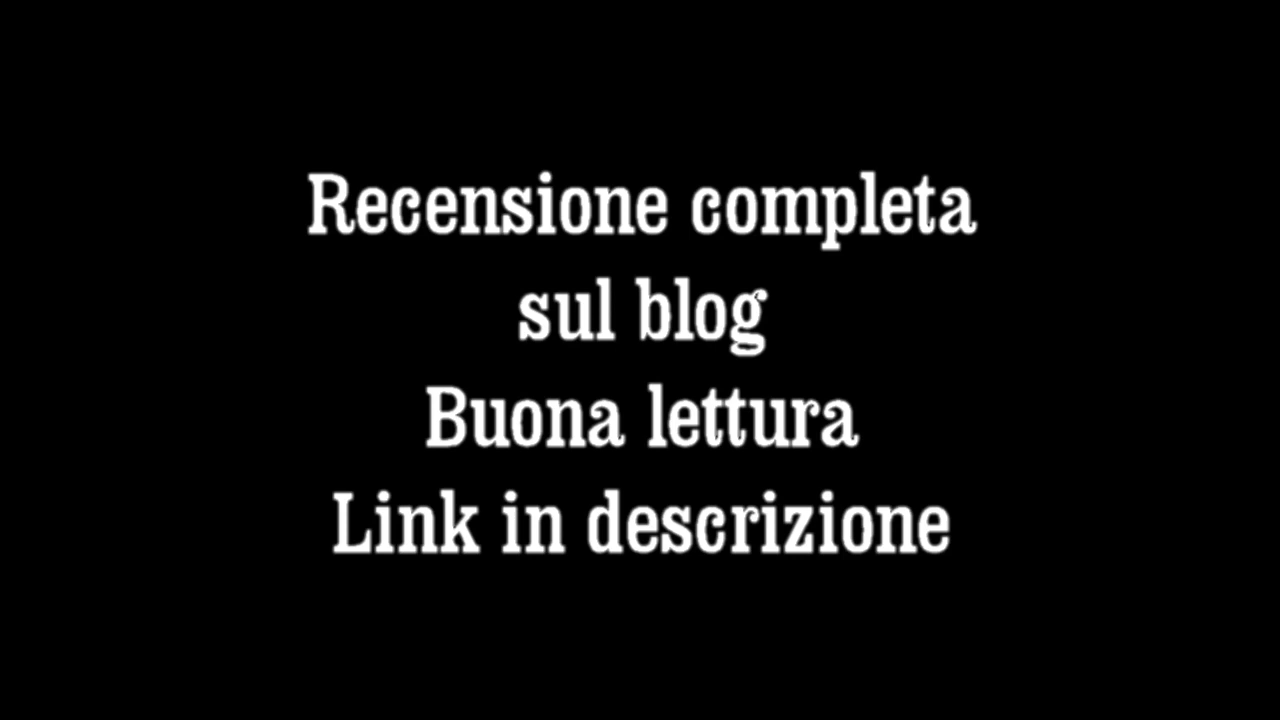 Recensione completa
sul blog
Buona lettura
Link in descrizione